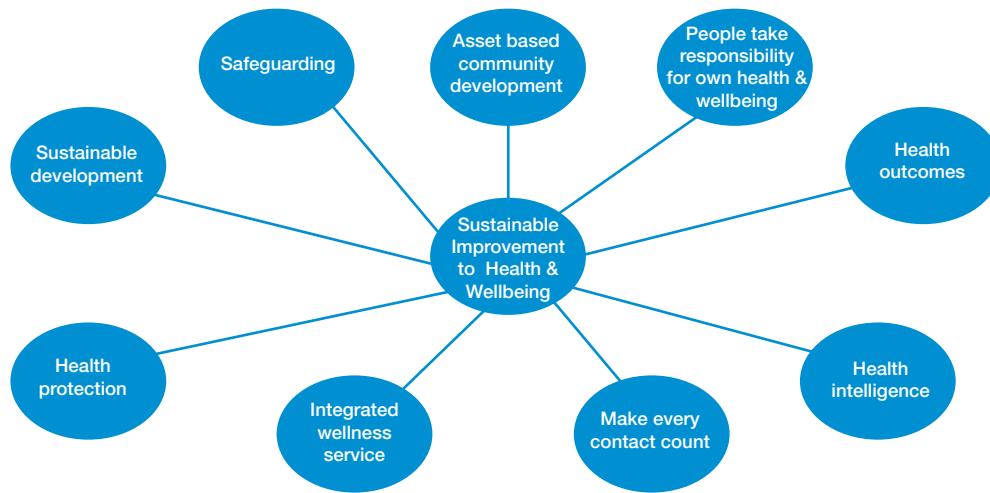 Safeguarding
Asset based
community
development
People take
responsibility
for own health &
wellbeing
Sustainable
development
Health
outcomes
Sustainable
Improvement
to Health &
Wellbeing
Health
protection
Integrated
wellness
service
Make every
contact count
Health
intelligence